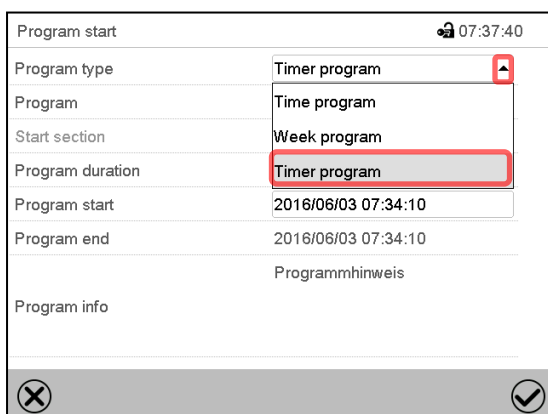 Program start 07:37:40
Program type Timer program
Program Time program
Start section Week program
Program duration Timer program
Program start 2016/06/03 07:34:10
Program end 2016/06/03 07:34:10
Programmhinweis
Program info